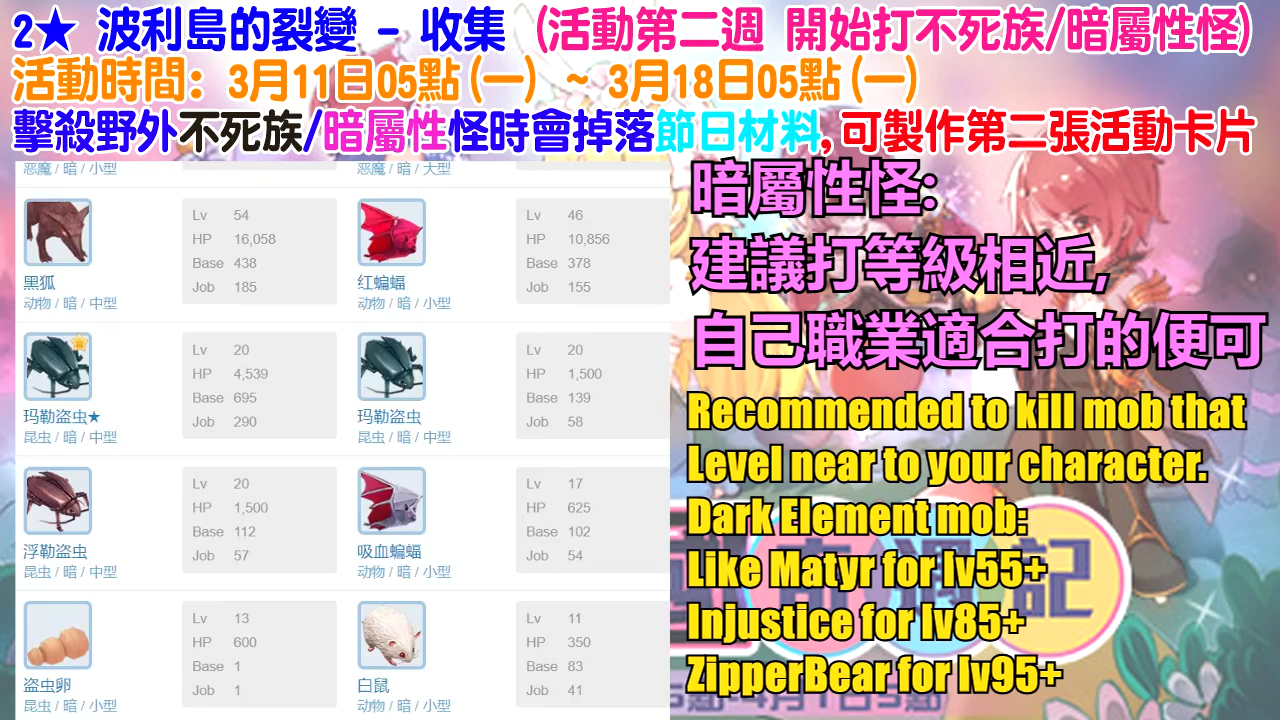 2★ 波利島的裂變 - 收集 (活動第二週 開始打不死族/暗屬性怪)
活動時間: 3月11日05點(一) ~ 3月18日05點(一)
擊殺野外不死族/暗屬性怪時會掉落節日材料,可製作第二張活動卡片
恶魔 / 暗 / 小型
恶魔 / 暗 / 大型
Lv 54
HP 16,058
Base 438
Job 185
黑狐
动物 / 暗 / 中型
Lv 46
HP 10,856
Base 378
Job 155
红蝙蝠
动物 / 暗 / 小型
Lv 20
HP 4,539
Base 695
Job 290
玛勒盗虫★
昆虫 / 暗 / 中型
Lv 20
HP 1,500
Base 139
Job 58
玛勒盗虫
昆虫 / 暗 / 中型
Lv 20
HP 1,500
Base 112
Job 57
浮勒盗虫
昆虫 / 暗 / 中型
Lv 17
HP 625
Base 102
Job 54
吸血蝙蝠
动物 / 暗 / 小型
Lv 13
HP 600
Base 1
Job 1
盗虫卵
昆虫 / 暗 / 小型
Lv 11
HP 350
Base 83
Job 41
白鼠
动物 / 暗 / 小型
暗屬性怪:
建議打等級相近,
自己職業適合打的便可
Recommended to kill mob that
Level near to your character.
Dark Element mob:
Like Matyr for lv55+
Injustice for lv85+
ZipperBear for lv95+
記